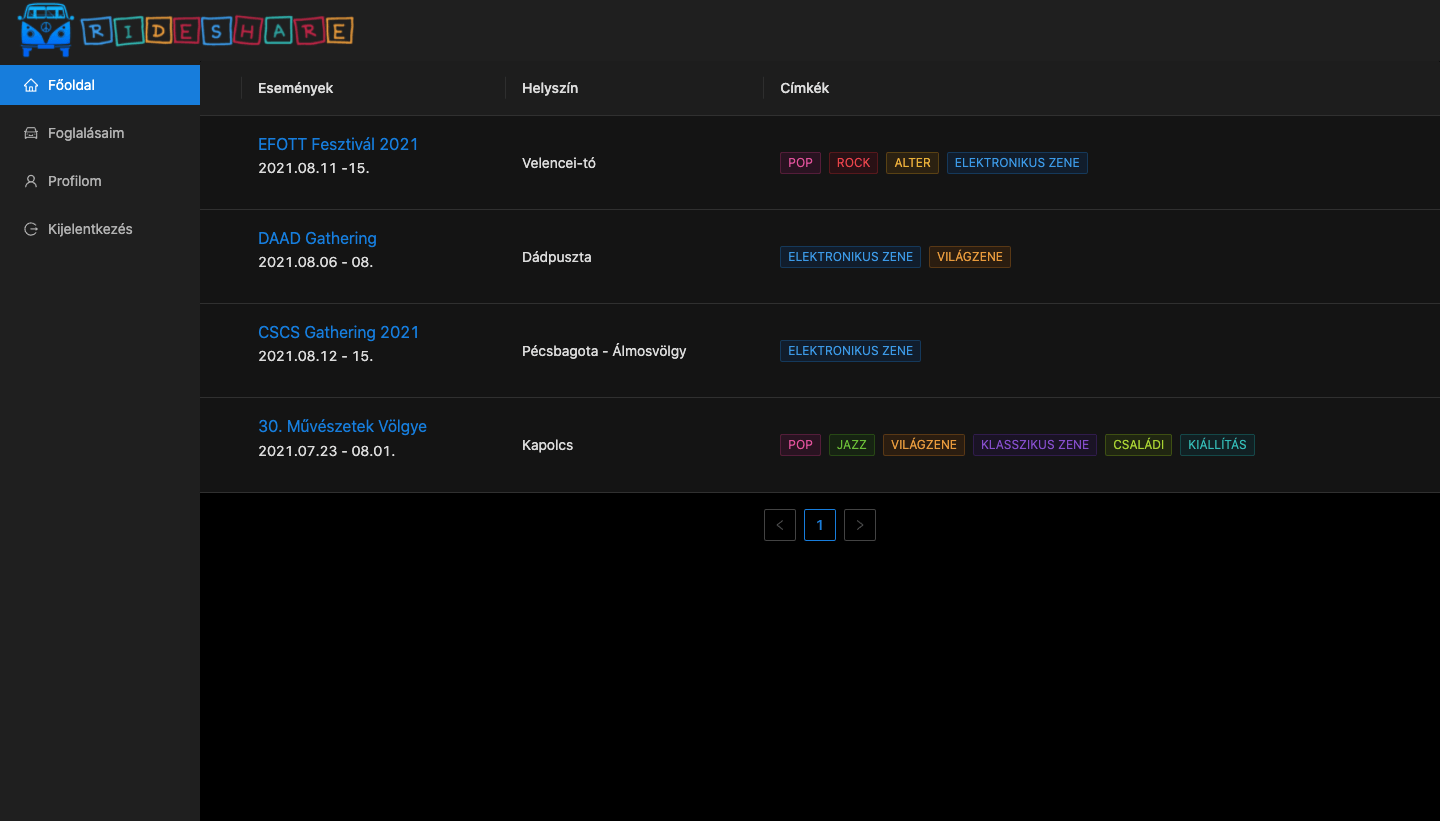 RIDESHARE
Főoldal
Foglalásaim
Profilom
Kijelentkezés
Események Helyszín Címkék
EFOTT Fesztivál 2021
2021.08.11 -15.
Velencei-tó
POP ROCK ALTER ELEKTRONIKUS ZENE
DAAD Gathering
2021.08.06 - 08.
Dádpuszta
ELEKTRONIKUS ZENE VILÁGZENE
CSCS Gathering 2021
2021.08.12 - 15.
Pécsbagota - Álmosvölgy
ELEKTRONIKUS ZENE
30. Művészetek Völgye
2021.07.23 - 08.01.
Kapolcs
POP JAZZ VILÁGZENE KLASSZIKUS ZENE CSALÁDI KIÁLLÍTÁS
< 1 >